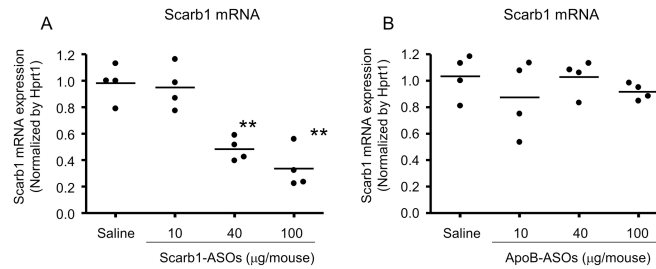 A
Scarb1 mRNA
Scarb1 mRNA expression
(Normalized by Hprt1)
1.2
1.0
0.8
0.6
0.4
0.2
0.0
**
**
Saline
10
40
100
Scarb1-ASOs (μg/mouse)
B
Scarb1 mRNA
Scarb1 mRNA expression
(Normalized by Hprt1)
1.2
1.0
0.8
0.6
0.4
0.2
0.0
Saline
10
40
100
ApoB-ASOs (μg/mouse)